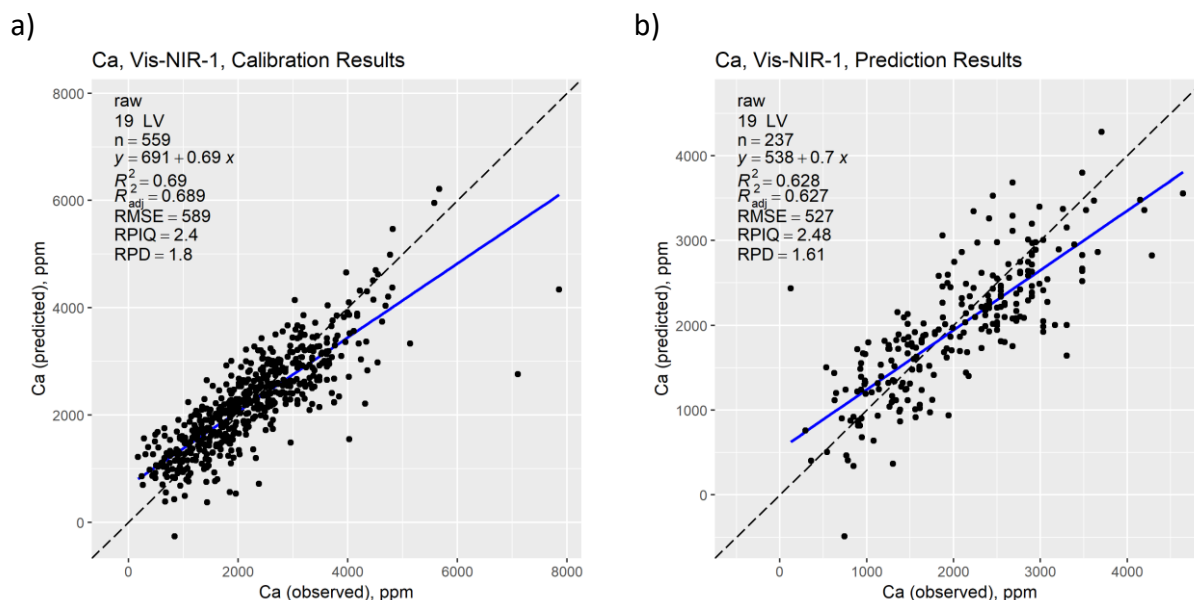 a)
Ca, Vis-NIR-1, Calibration Results
raw
19 LV
n = 559
y = 691 + 0.69 x
R² = 0.69
R²adj = 0.689
RMSE = 589
RPIQ = 2.4
RPD = 1.8
8000
6000
4000
2000
0
Ca (predicted), ppm
0 2000 4000 6000 8000
Ca (observed), ppm
b)
Ca, Vis-NIR-1, Prediction Results
raw
19 LV
n = 237
y = 538 + 0.7 x
R² = 0.628
R²adj = 0.627
RMSE = 527
RPIQ = 2.48
RPD = 1.61
4000
3000
2000
1000
0
Ca (predicted), ppm
0 1000 2000 3000 4000
Ca (observed), ppm